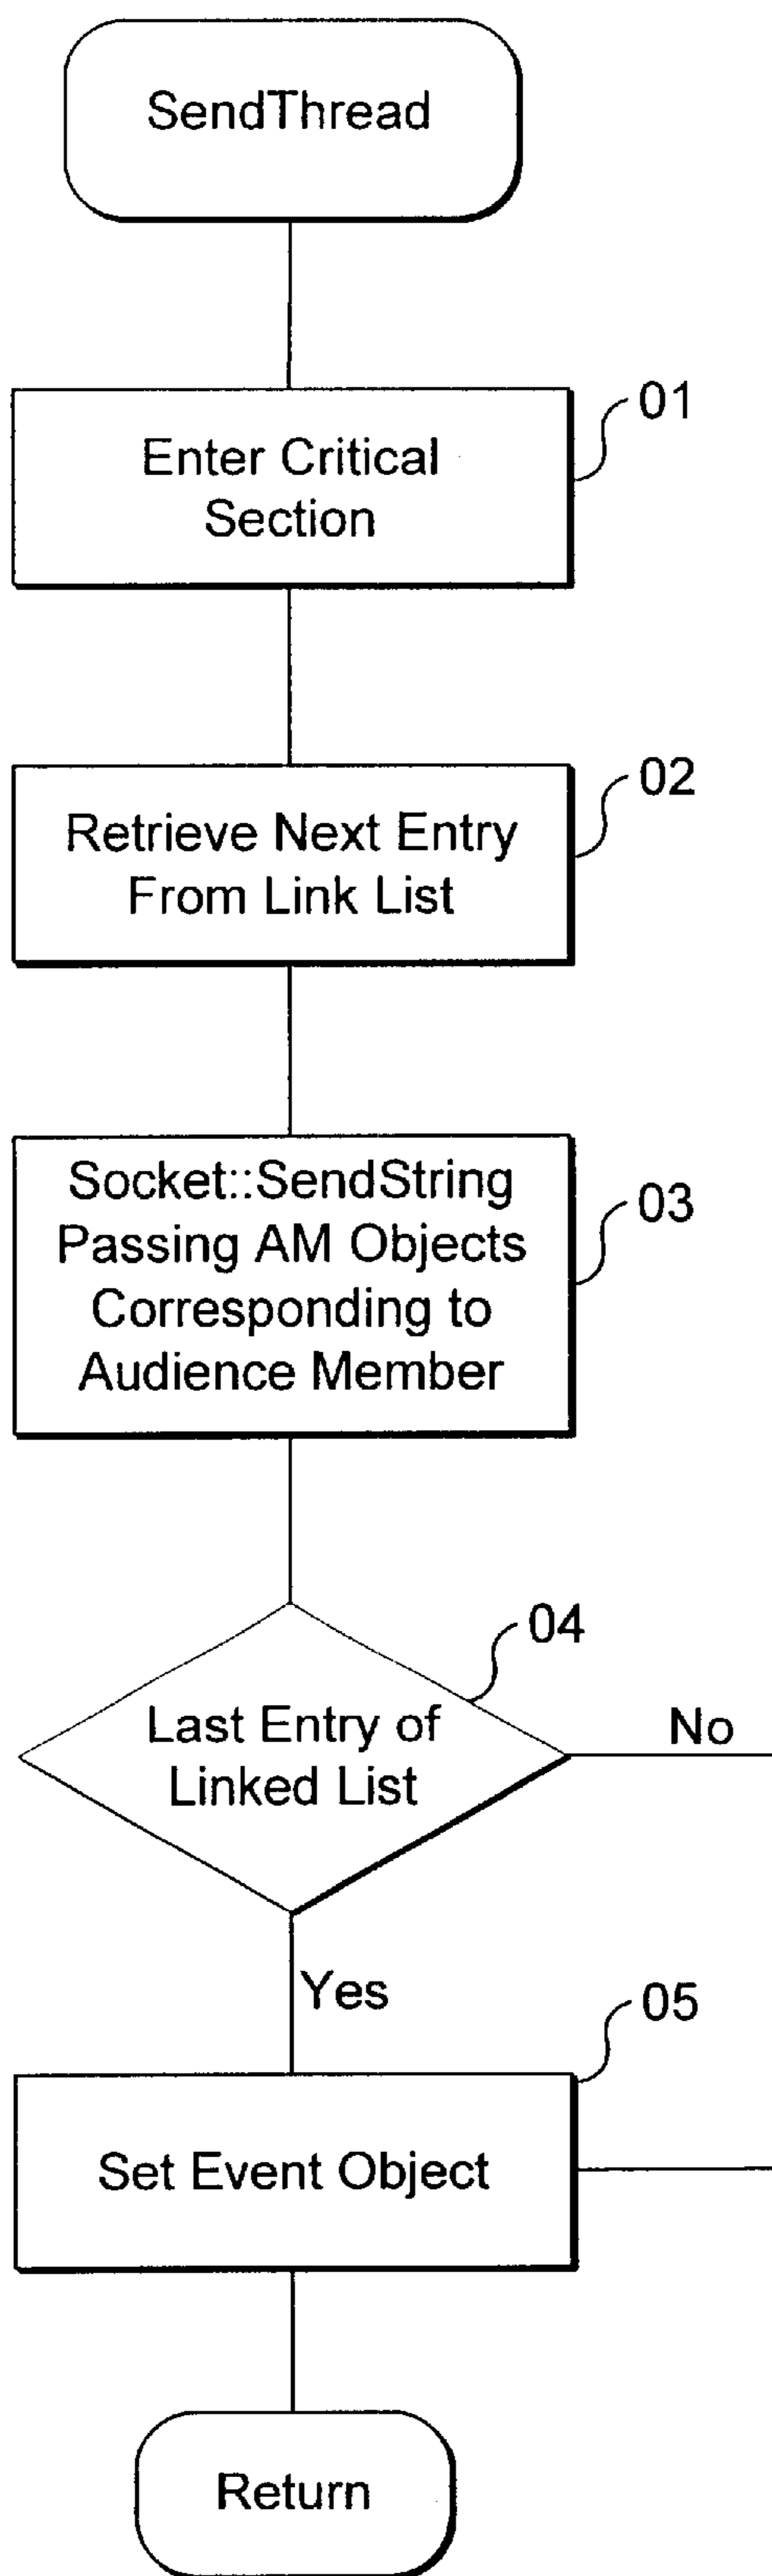 SendThread
01
Enter Critical
Section
02
Retrieve Next Entry
From Link List
03
Socket::SendString
Passing AM Objects
Corresponding to
Audience Member
04
Last Entry of
Linked List
No
Yes
05
Set Event Object
Return